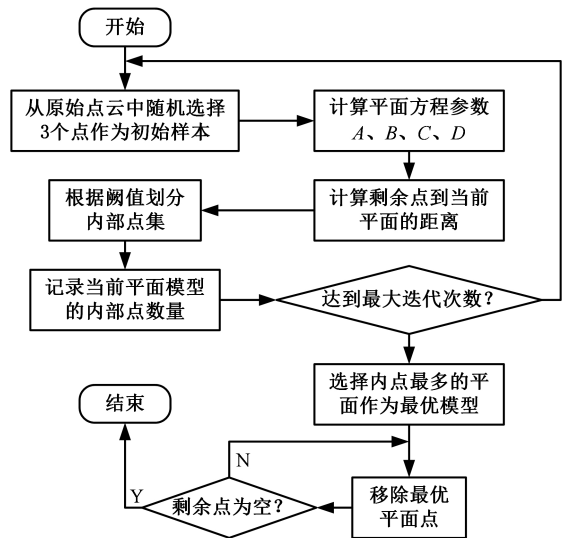 开始
从原始点云中随机选择
3个点作为初始样本
计算平面方程参数
A、B、C、D
根据阈值划分
内部点集
计算剩余点到当前
平面的距离
记录当前平面模型
的内部点数量
达到最大迭代次数？
选择内点最多的平
面作为最优模型
结束
N
Y
剩余点为空？
移除最优
平面点